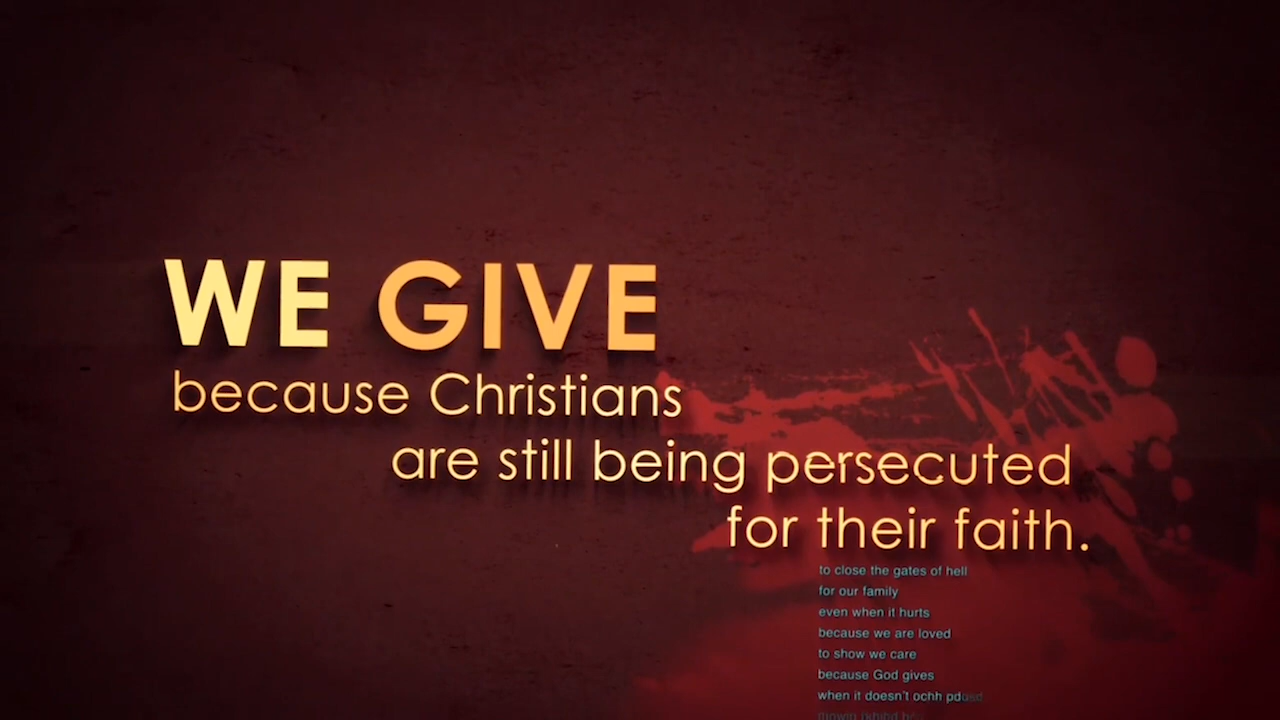 WE GIVE
because Christians
are still being persecuted
for their faith.
to close the gates of hell
for our family
even when it hurts
because we are loved
to show we care
because God gives
when it doesn't